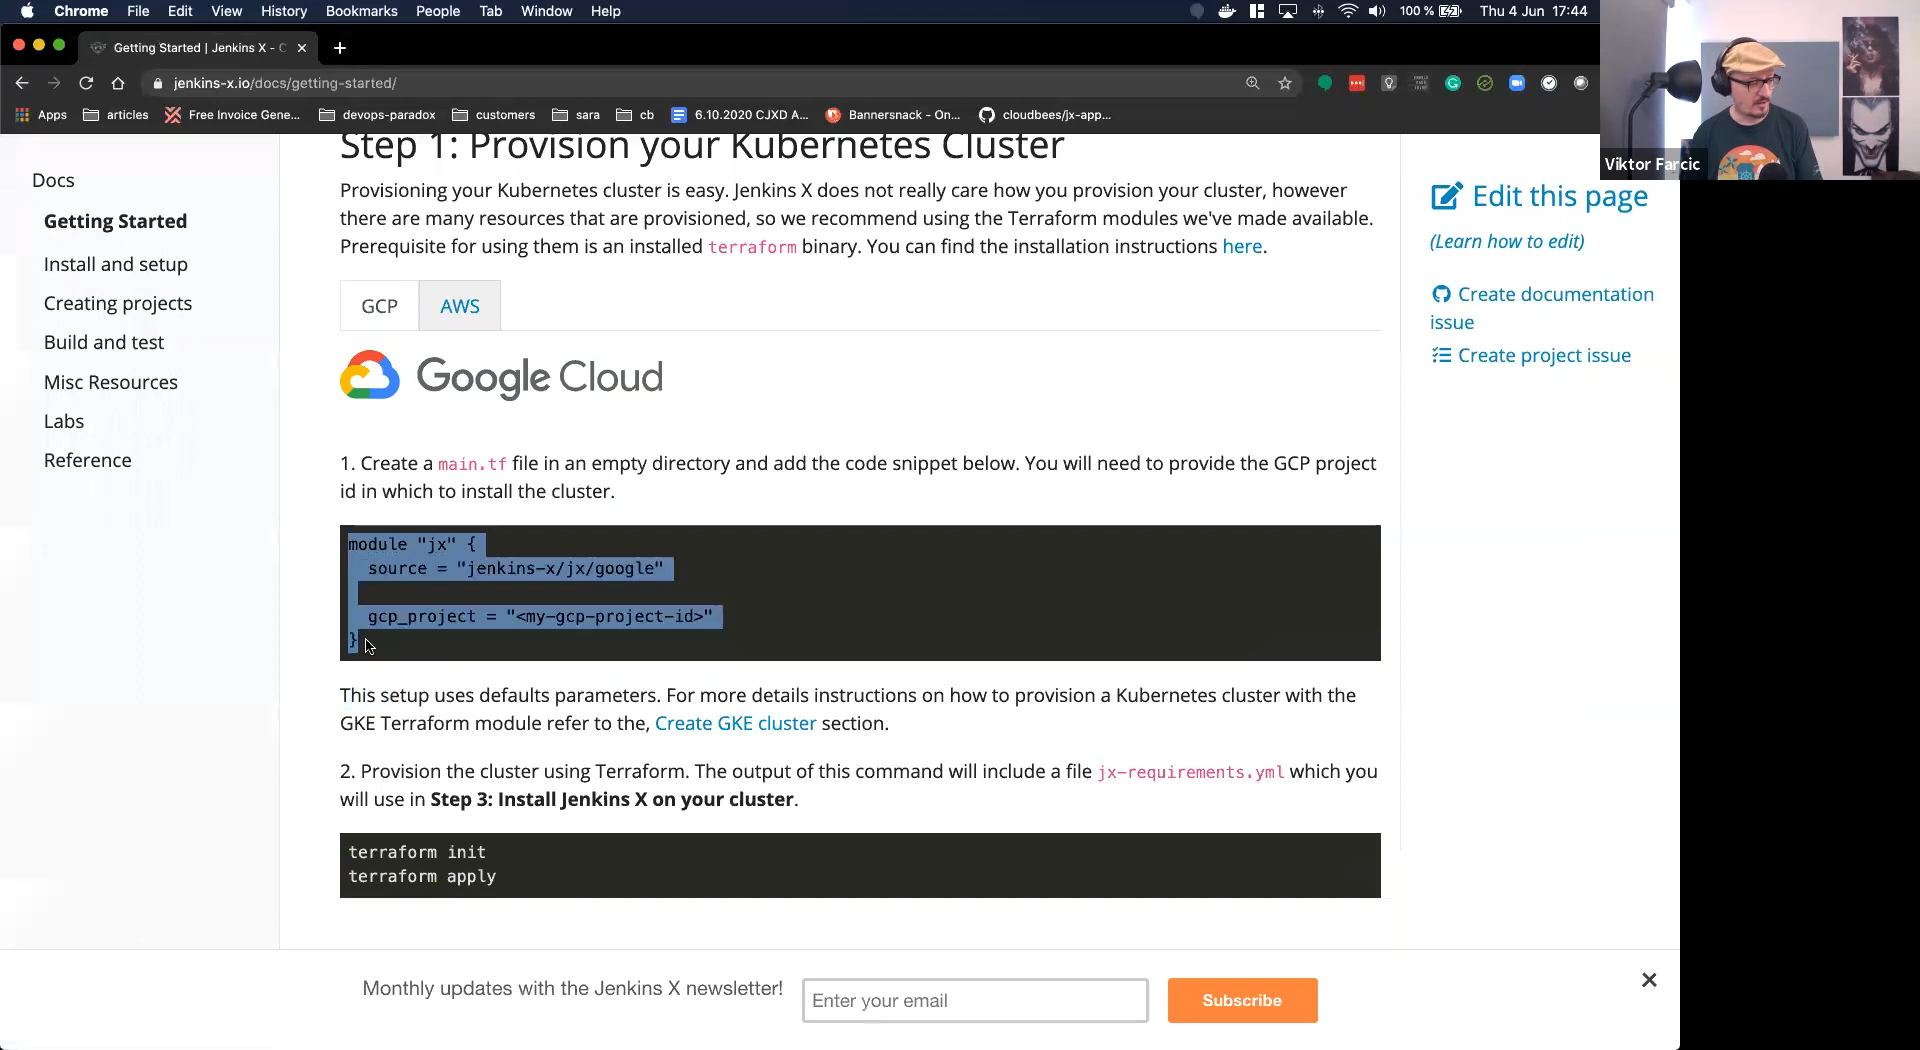 Chrome File Edit View History Bookmarks People Tab Window Help
100 % Thu 4 Jun 17:44
Getting Started | Jenkins X - C
jenkins-x.io/docs/getting-started/
Apps articles Free Invoice Gene... devops-paradox customers sara cb 6.10.2020 CJXD A... Bannersnack - On... cloudbees/jx-app...
Viktor Farcic
Docs
Getting Started
Install and setup
Creating projects
Build and test
Misc Resources
Labs
Reference
Step 1: Provision your Kubernetes Cluster
Provisioning your Kubernetes cluster is easy. Jenkins X does not really care how you provision your cluster, however
there are many resources that are provisioned, so we recommend using the Terraform modules we've made available.
Prerequisite for using them is an installed terraform binary. You can find the installation instructions here.
GCP AWS
Google Cloud
1. Create a main.tf file in an empty directory and add the code snippet below. You will need to provide the GCP project
id in which to install the cluster.
module "jx" {
source = "jenkins-x/jx/google"
gcp_project = "<my-gcp-project-id>"
}
This setup uses defaults parameters. For more details instructions on how to provision a Kubernetes cluster with the
GKE Terraform module refer to the, Create GKE cluster section.
2. Provision the cluster using Terraform. The output of this command will include a file jx-requirements.yml which you
will use in Step 3: Install Jenkins X on your cluster.
terraform init
terraform apply
Edit this page
(Learn how to edit)
Create documentation
issue
Create project issue
Monthly updates with the Jenkins X newsletter! Enter your email Subscribe